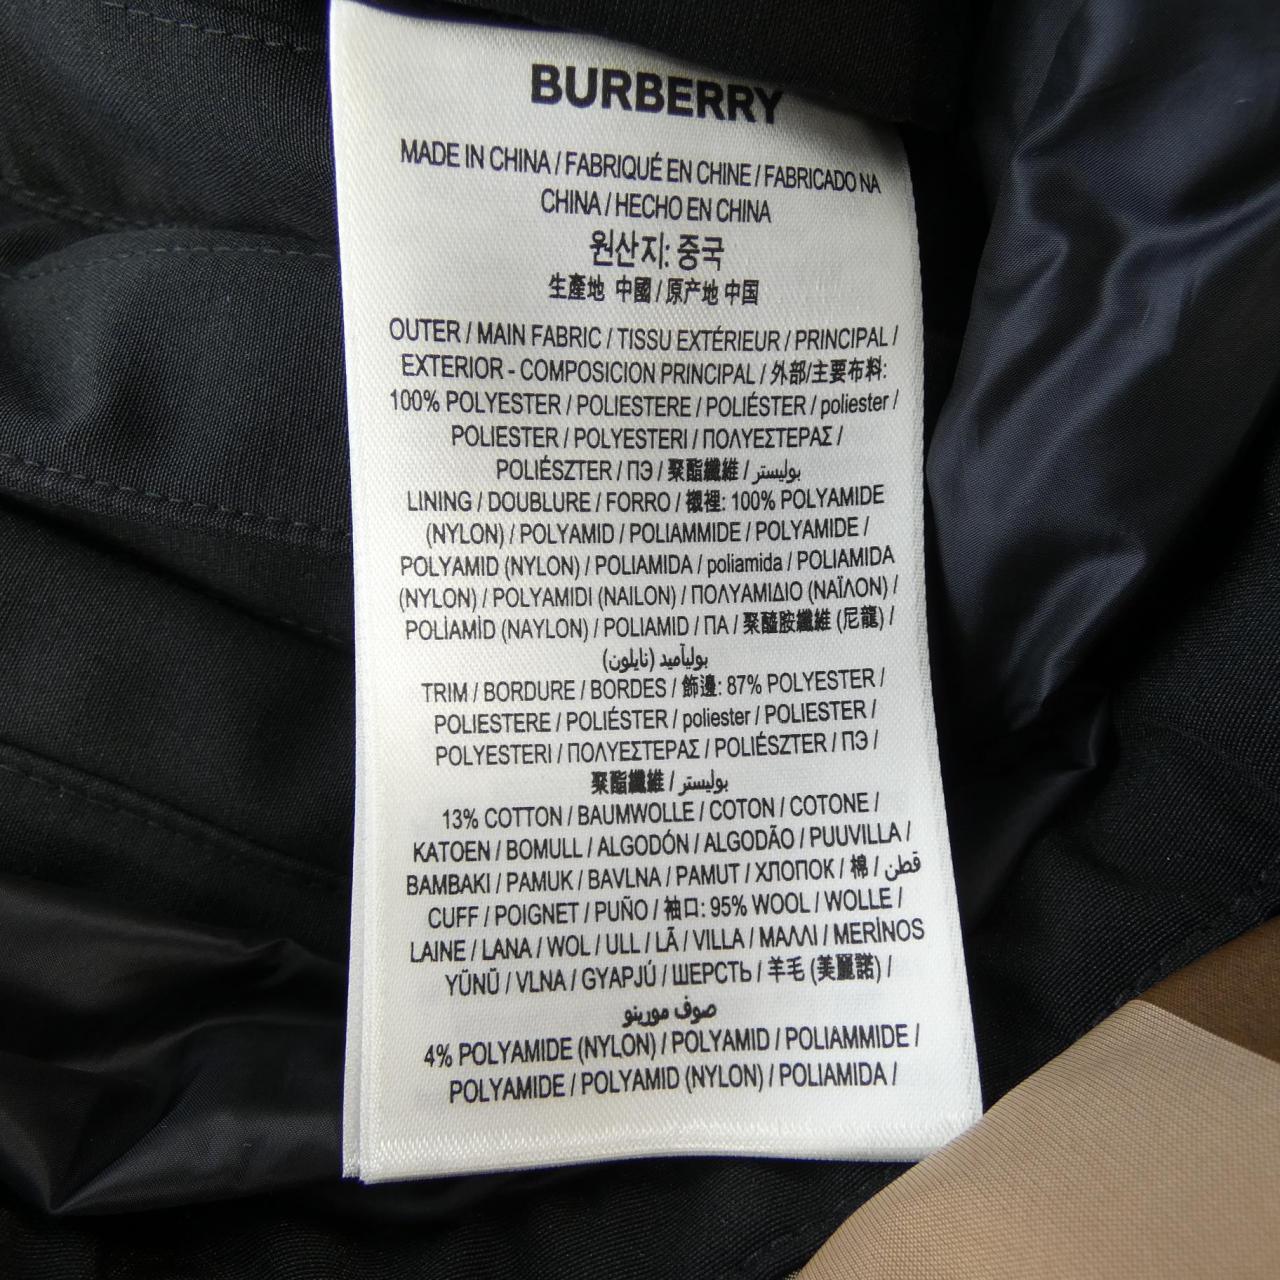 BURBERRY
MADE IN CHINA / FABRIQUÉ EN CHINE / FABRICADO NA
CHINA / HECHO EN CHINA
원산지: 중국
生產地 中國 / 原产地 中国
OUTER / MAIN FABRIC / TISSU EXTÉRIEUR / PRINCIPAL /
EXTERIOR - COMPOSICION PRINCIPAL / 外部/主要布料:
100% POLYESTER / POLIESTERE / POLIÉSTER / poliester /
POLIESTER / POLYESTERI / ΠΟΛΥΕΣΤΕΡΑΣ /
POLIÉSZTER / ПЭ / 聚酯纖維 / بوليستر
LINING / DOUBLURE / FORRO / 襯裡: 100% POLYAMIDE
(NYLON) / POLYAMID / POLIAMMIDE / POLYAMIDE /
POLYAMID (NYLON) / POLIAMIDA / poliamida / POLIAMIDA
(NYLON) / POLYAMIDI (NAILON) / ΠΟΛΥΑΜΙΔΙΟ (ΝΑΪΛΟΝ) /
POLİAMİD (NAYLON) / POLIAMID / ПА / 聚醯胺纖維 (尼龍) /
بوليآميد (نايلون)
TRIM / BORDURE / BORDES / 飾邊: 87% POLYESTER /
POLIESTERE / POLIÉSTER / poliester / POLIESTER /
POLYESTERI / ΠΟΛΥΕΣΤΕΡΑΣ / POLIÉSZTER / ПЭ /
聚酯纖維 / بوليستر
13% COTTON / BAUMWOLLE / COTON / COTONE /
KATOEN / BOMULL / ALGODÓN / ALGODÃO / PUUVILLA /
BAMBAKI / PAMUK / BAVLNA / PAMUT / ХЛОПОК / 棉 / قطن
CUFF / POIGNET / PUÑO / 袖口: 95% WOOL / WOLLE /
LAINE / LANA / WOL / ULL / LÃ / VILLA / ΜΑΛΛΙ / MERİNOS
YÜNÜ / VLNA / GYAPJÚ / ШЕРСТЬ / 羊毛 (美麗諾) /
صوف مورينو
4% POLYAMIDE (NYLON) / POLYAMID / POLIAMMIDE /
POLYAMIDE / POLYAMID (NYLON) / POLIAMIDA /